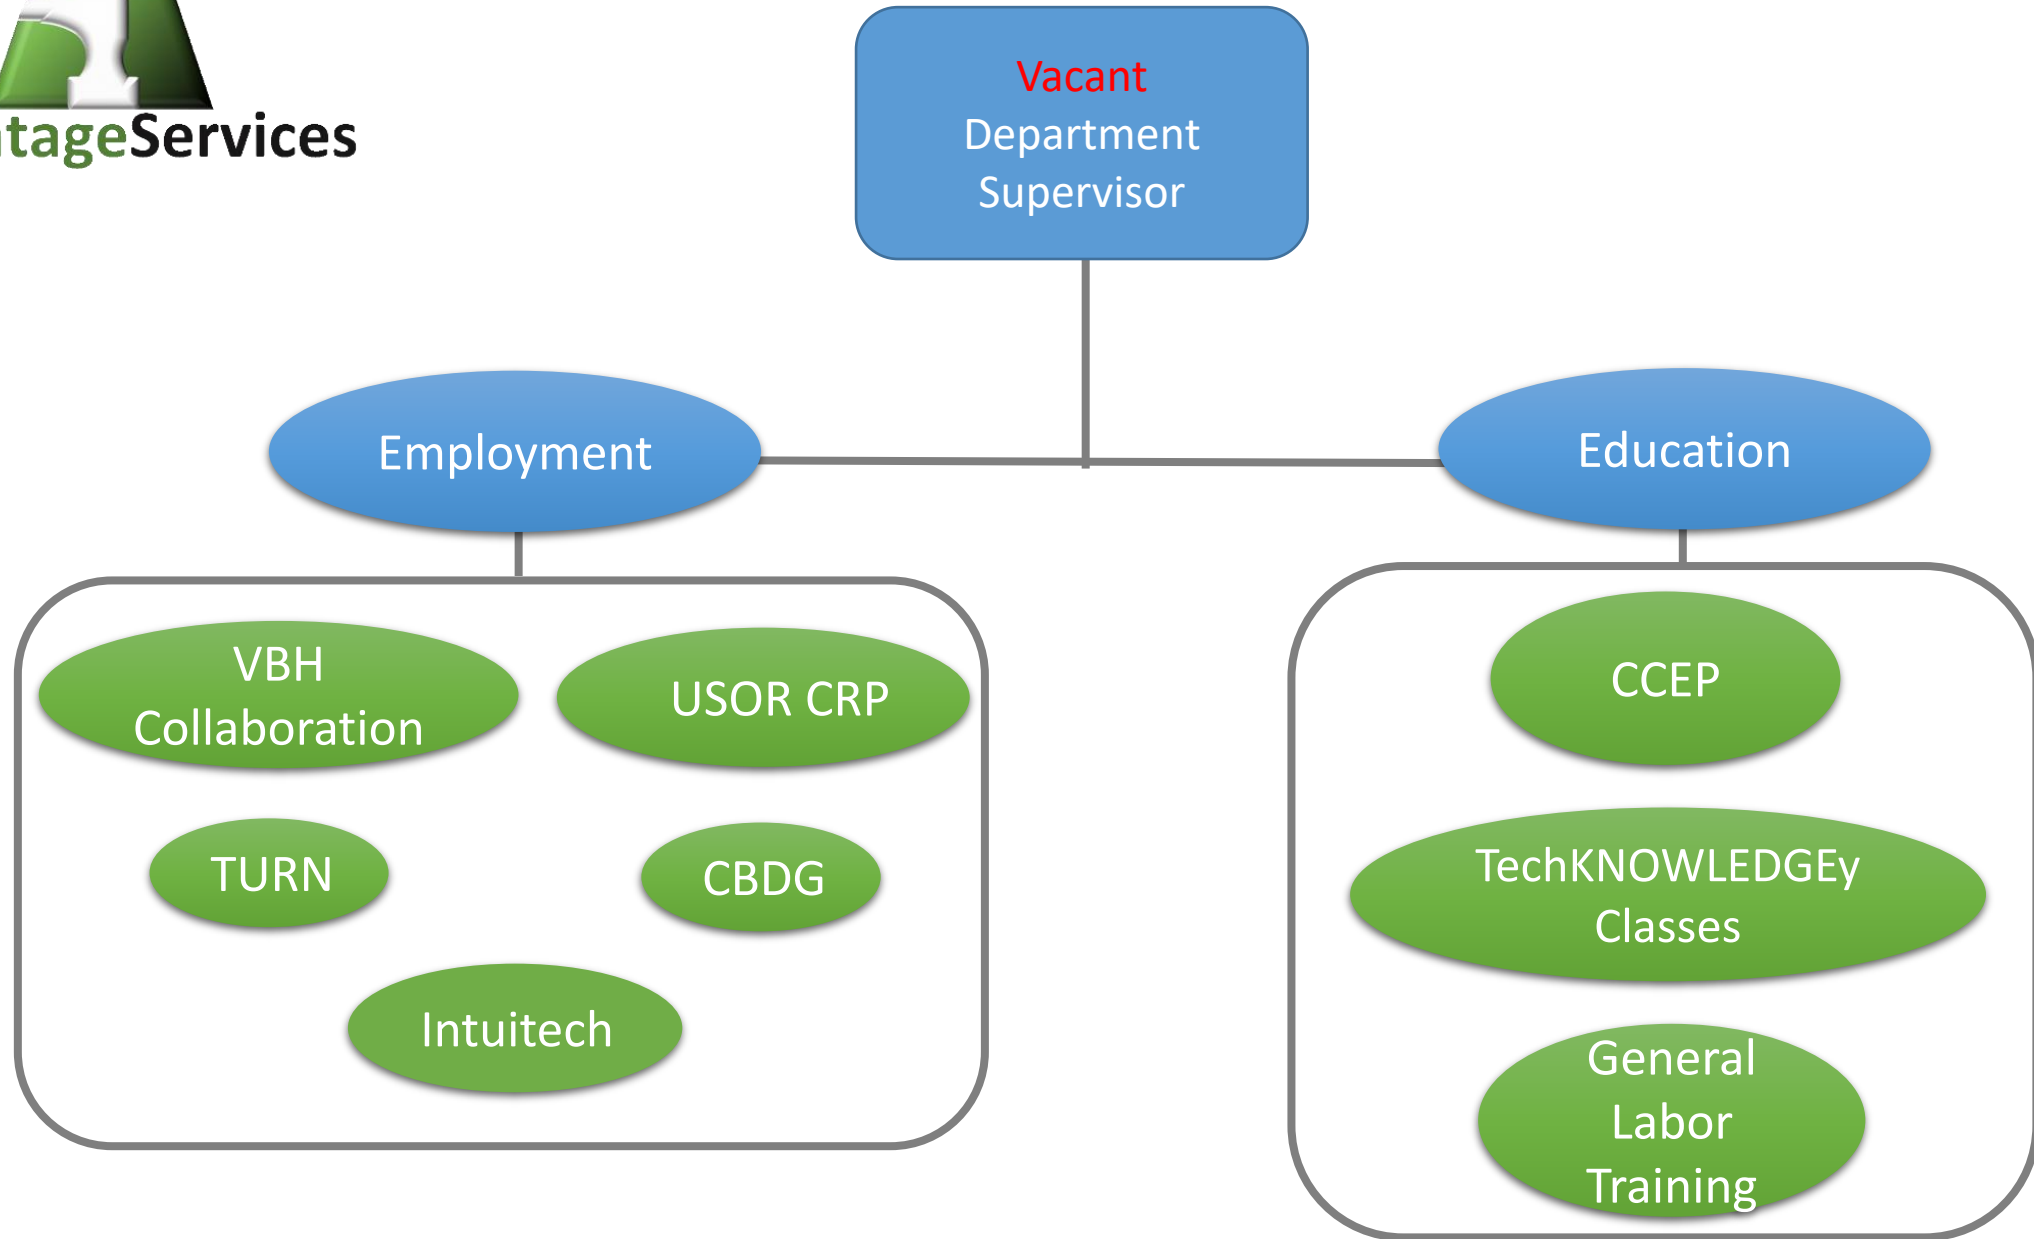 tageServices
Vacant
Department
Supervisor
Employment
Education
VBH
Collaboration
USOR CRP
TURN
CBDG
Intuitech
CCEP
TechKNOWLEDGEy
Classes
General
Labor
Training